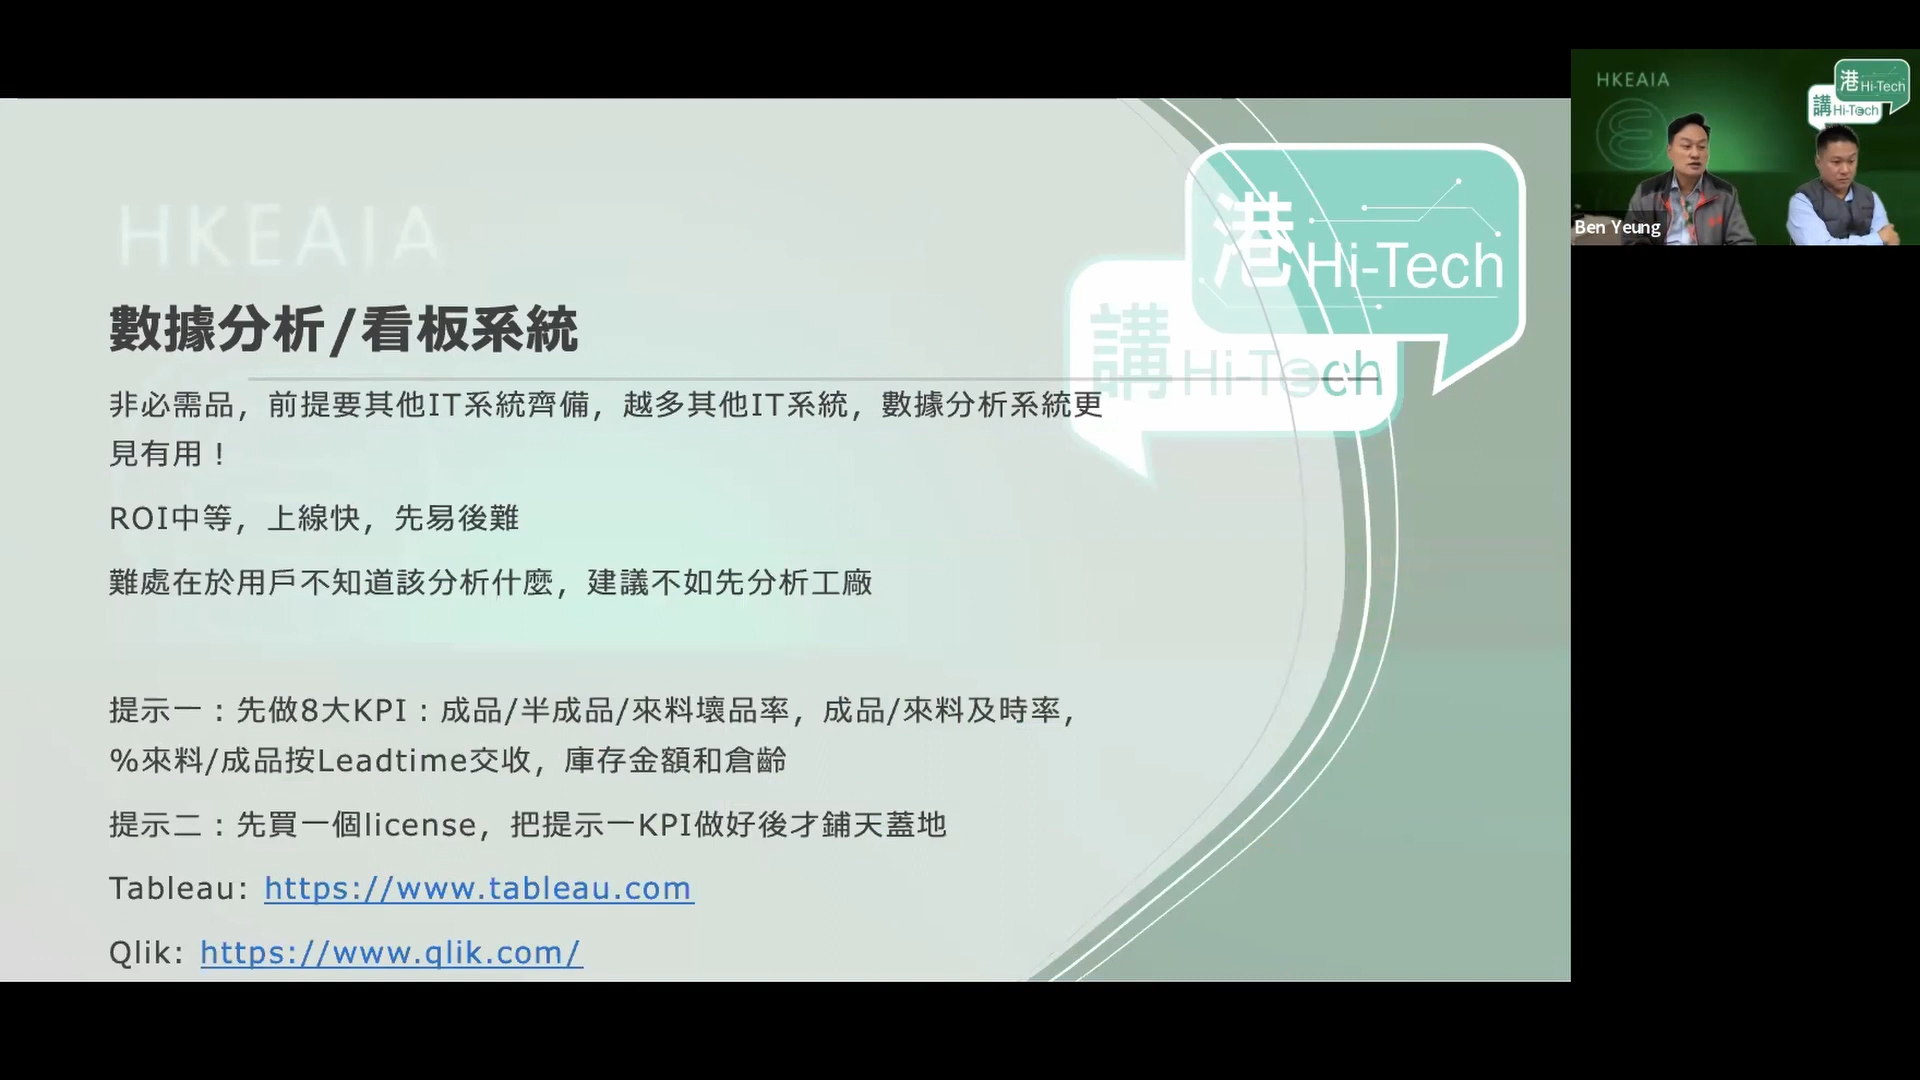 HKEAIA
港Hi-Tech
講Hi-Tech
數據分析/看板系統
非必需品，前提要其他IT系統齊備，越多其他IT系統，數據分析系統更
見有用！
ROI中等，上線快，先易後難
難處在於用戶不知道該分析什麼，建議不如先分析工廠
提示一：先做8大KPI：成品/半成品/來料壞品率，成品/來料及時率，
%來料/成品按Leadtime交收，庫存金額和倉齡
提示二：先買一個license，把提示一KPI做好後才鋪天蓋地
Tableau: https://www.tableau.com
Qlik: https://www.qlik.com/
HKEAIA
港Hi-Tech
講Hi-Tech
Ben Yeung